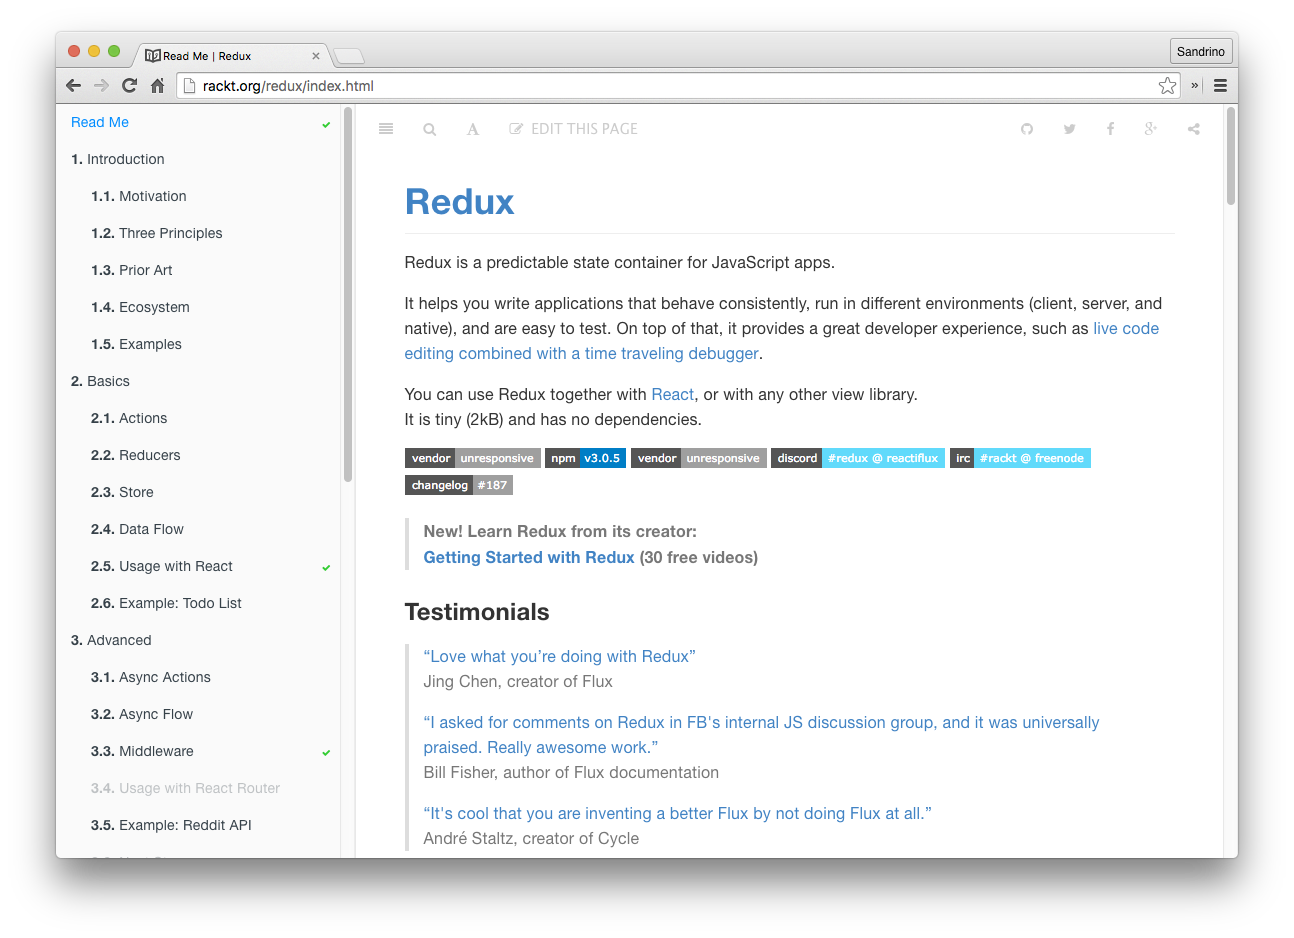 Read Me | Redux
Sandrino
rackt.org/redux/index.html
»
Read Me
1. Introduction
1.1. Motivation
1.2. Three Principles
1.3. Prior Art
1.4. Ecosystem
1.5. Examples
2. Basics
2.1. Actions
2.2. Reducers
2.3. Store
2.4. Data Flow
2.5. Usage with React
2.6. Example: Todo List
3. Advanced
3.1. Async Actions
3.2. Async Flow
3.3. Middleware
3.4. Usage with React Router
3.5. Example: Reddit API
A EDIT THIS PAGE
Redux
Redux is a predictable state container for JavaScript apps.
It helps you write applications that behave consistently, run in different environments (client, server, and
native), and are easy to test. On top of that, it provides a great developer experience, such as live code
editing combined with a time traveling debugger.
You can use Redux together with React, or with any other view library.
It is tiny (2kB) and has no dependencies.
vendor unresponsive npm v3.0.5 vendor unresponsive discord #redux @ reactiflux irc #rackt @ freenode
changelog #187
New! Learn Redux from its creator:
Getting Started with Redux (30 free videos)
Testimonials
“Love what you’re doing with Redux”
Jing Chen, creator of Flux
“I asked for comments on Redux in FB's internal JS discussion group, and it was universally
praised. Really awesome work.”
Bill Fisher, author of Flux documentation
“It's cool that you are inventing a better Flux by not doing Flux at all.”
André Staltz, creator of Cycle